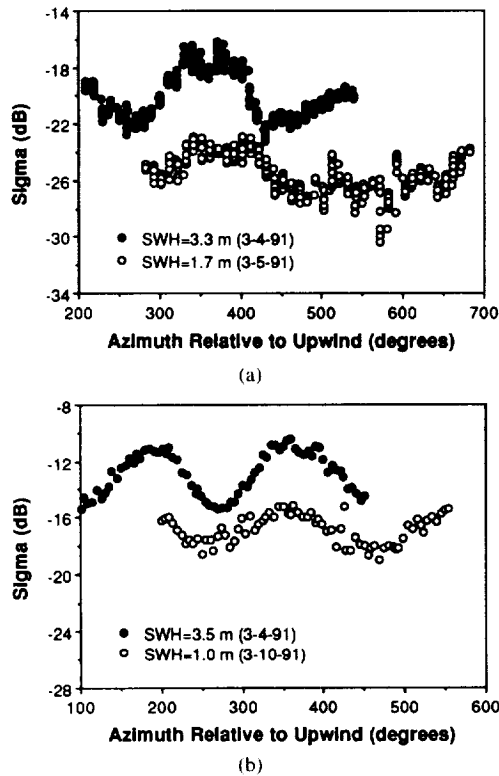 -14
-18
-22
-26
-30
-34
Sigma (dB)
● SWH=3.3 m (3-4-91)
○ SWH=1.7 m (3-5-91)
200 300 400 500 600 700
Azimuth Relative to Upwind (degrees)
(a)
-8
-12
-16
-20
-24
-28
Sigma (dB)
● SWH=3.5 m (3-4-91)
○ SWH=1.0 m (3-10-91)
100 200 300 400 500 600
Azimuth Relative to Upwind (degrees)
(b)